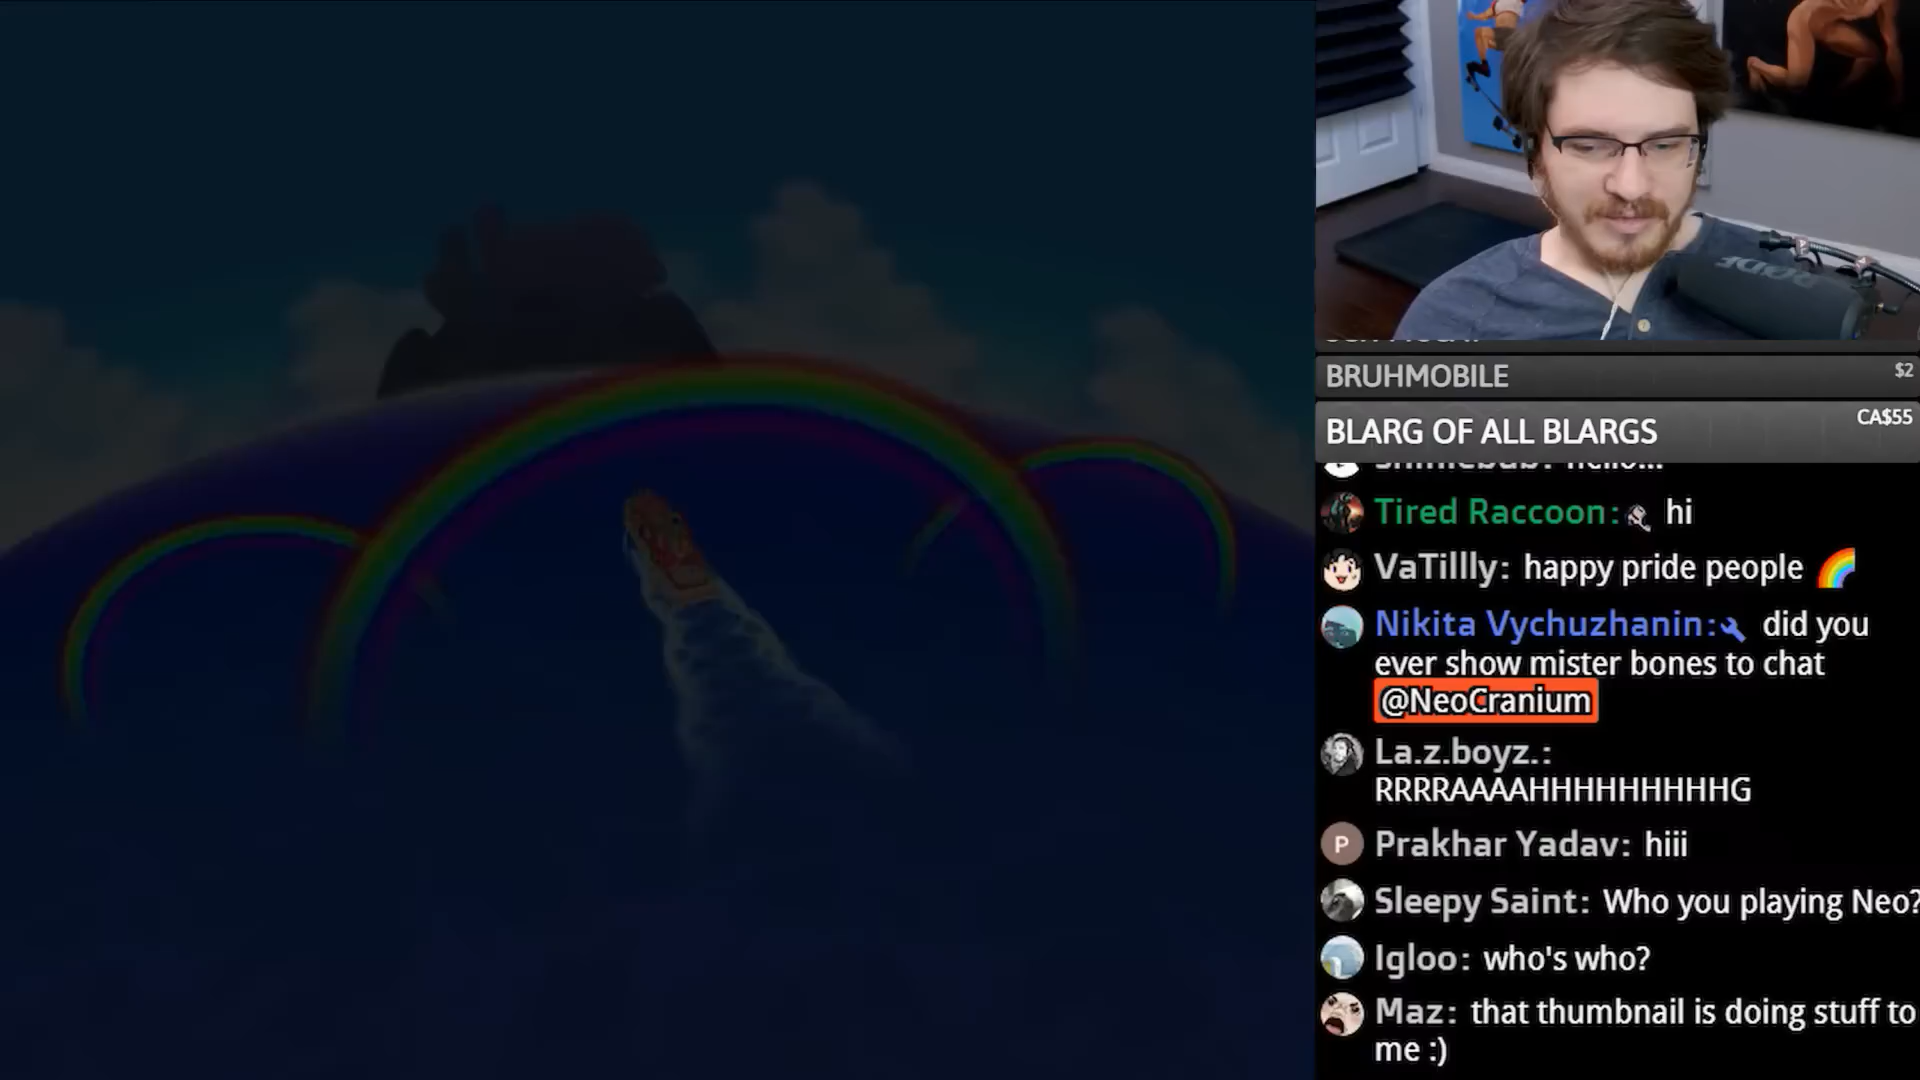 RODE
BRUHMOBILE
$2
BLARG OF ALL BLARGS
CA$55
hello...
Tired Raccoon: hi
VaTillly: happy pride people 🌈
Nikita Vychuzhanin: did you
ever show mister bones to chat
@NeoCranium
La.z.boyz.:
RRRRAAAAHHHHHHHHHG
P
Prakhar Yadav: hiii
Sleepy Saint: Who you playing Neo?
Igloo: who's who?
Maz: that thumbnail is doing stuff to
me :)